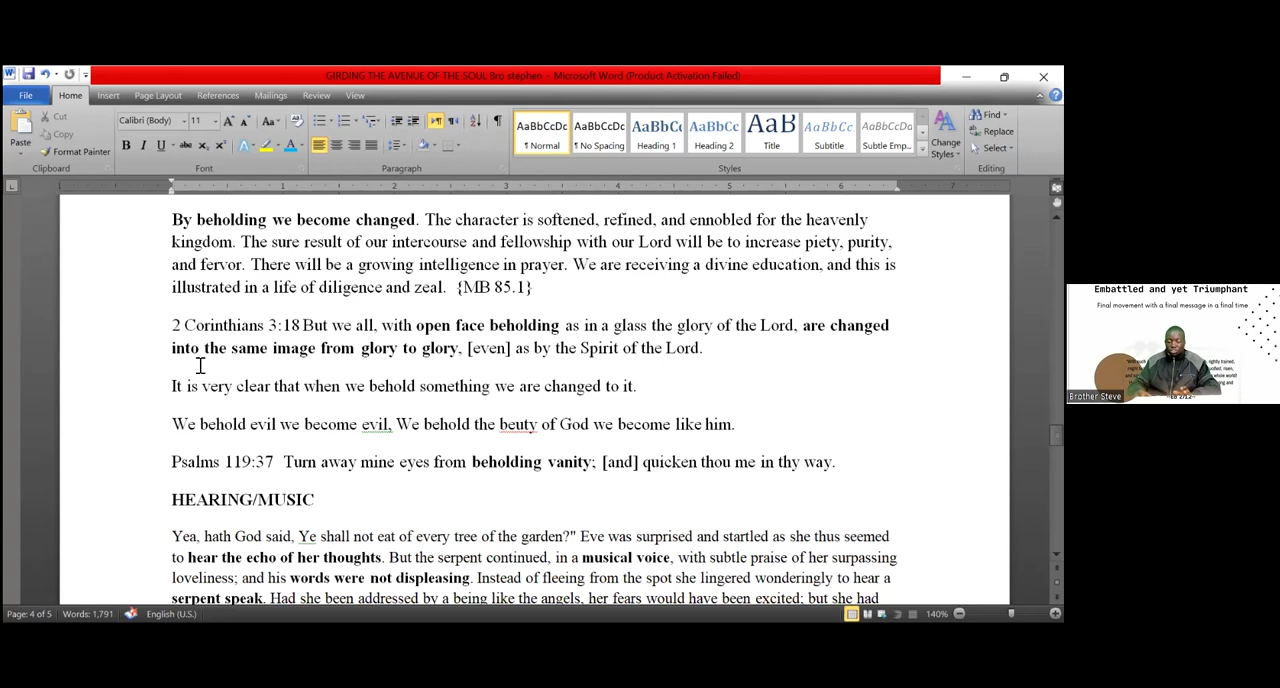 GIRDING THE AVENUE OF THE SOUL Bro stephen - Microsoft Word (Product Activation Failed)
File Home Insert Page Layout References Mailings Review View
Cut
Copy
Paste
Format Painter
Clipboard
Calibri (Body) 11
Font
Paragraph
AaBbCcDc AaBbCcDc AaBbCc AaBbCc AaB AaBbCc. AaBbCcDa
¶ Normal ¶ No Spacing Heading 1 Heading 2 Title Subtitle Subtle Emp...
Styles
Change
Styles
Find
Replace
Select
Editing
1 2 3 4 5 6 7
By beholding we become changed. The character is softened, refined, and ennobled for the heavenly
kingdom. The sure result of our intercourse and fellowship with our Lord will be to increase piety, purity,
and fervor. There will be a growing intelligence in prayer. We are receiving a divine education, and this is
illustrated in a life of diligence and zeal. {MB 85.1}
2 Corinthians 3:18 But we all, with open face beholding as in a glass the glory of the Lord, are changed
into the same image from glory to glory, [even] as by the Spirit of the Lord.
It is very clear that when we behold something we are changed to it.
We behold evil we become evil, We behold the beuty of God we become like him.
Psalms 119:37 Turn away mine eyes from beholding vanity; [and] quicken thou me in thy way.
HEARING/MUSIC
Yea, hath God said, Ye shall not eat of every tree of the garden?" Eve was surprised and startled as she thus seemed
to hear the echo of her thoughts. But the serpent continued, in a musical voice, with subtle praise of her surpassing
loveliness; and his words were not displeasing. Instead of fleeing from the spot she lingered wonderingly to hear a
serpent speak. Had she been addressed by a being like the angels, her fears would have been excited; but she had
Page: 4 of 5 Words: 1,791 English (U.S.) 140%
Embattled and yet Triumphant
Final movement with a final message in a final time
rightly trained,
Brother Steve